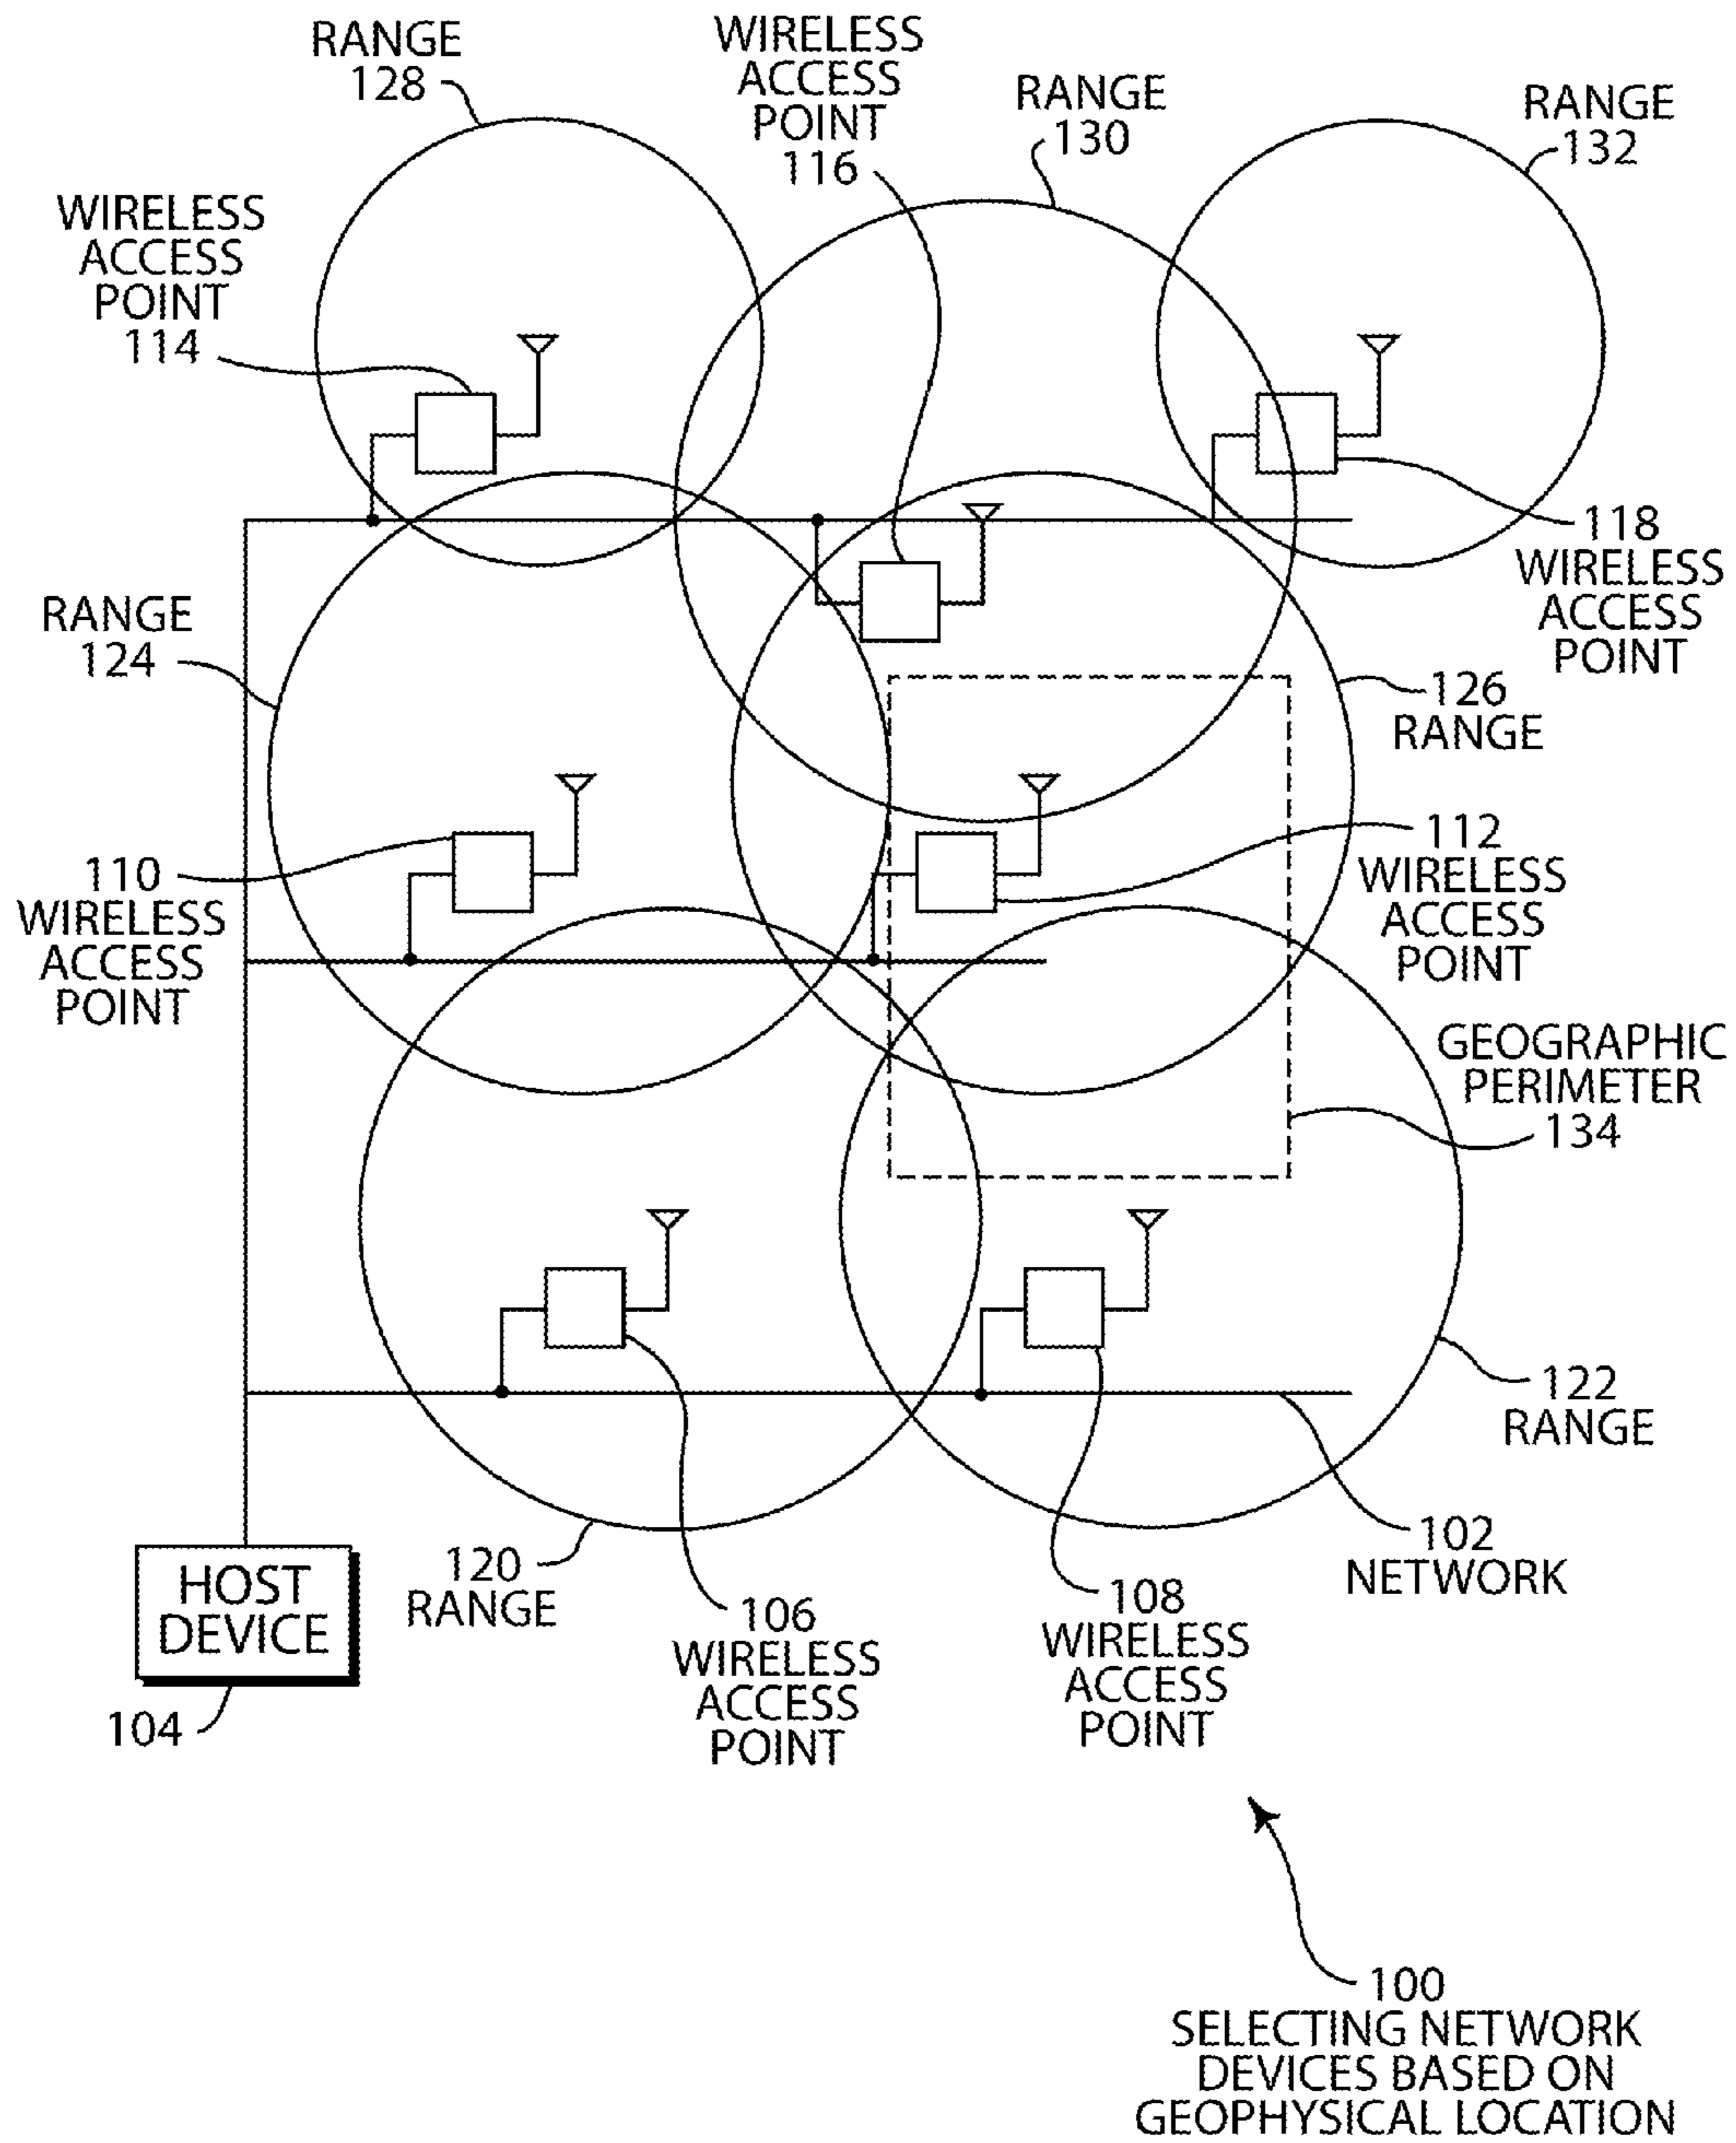 RANGE
128
WIRELESS
ACCESS
POINT
116
RANGE
130
RANGE
132
WIRELESS
ACCESS
POINT
114
118
WIRELESS
ACCESS
POINT
RANGE
124
126
RANGE
110
WIRELESS
ACCESS
POINT
112
WIRELESS
ACCESS
POINT
GEOGRAPHIC
PERIMETER
134
122
RANGE
102
NETWORK
HOST
DEVICE
104
120
RANGE
106
WIRELESS
ACCESS
POINT
108
WIRELESS
ACCESS
POINT
100
SELECTING NETWORK
DEVICES BASED ON
GEOPHYSICAL LOCATION